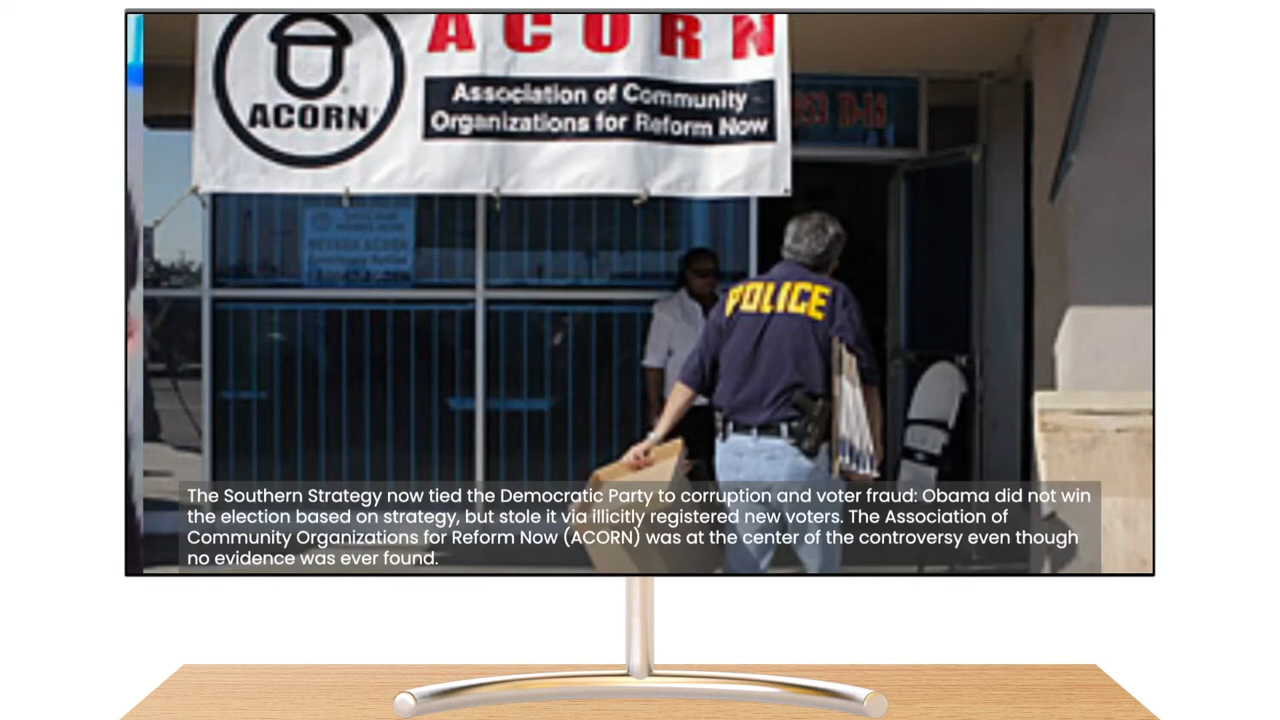 ACORN
ACORN
Association of Community
Organizations for Reform Now
POLICE
The Southern Strategy now tied the Democratic Party to corruption and voter fraud: Obama did not win
the election based on strategy, but stole it via illicitly registered new voters. The Association of
Community Organizations for Reform Now (ACORN) was at the center of the controversy even though
no evidence was ever found.